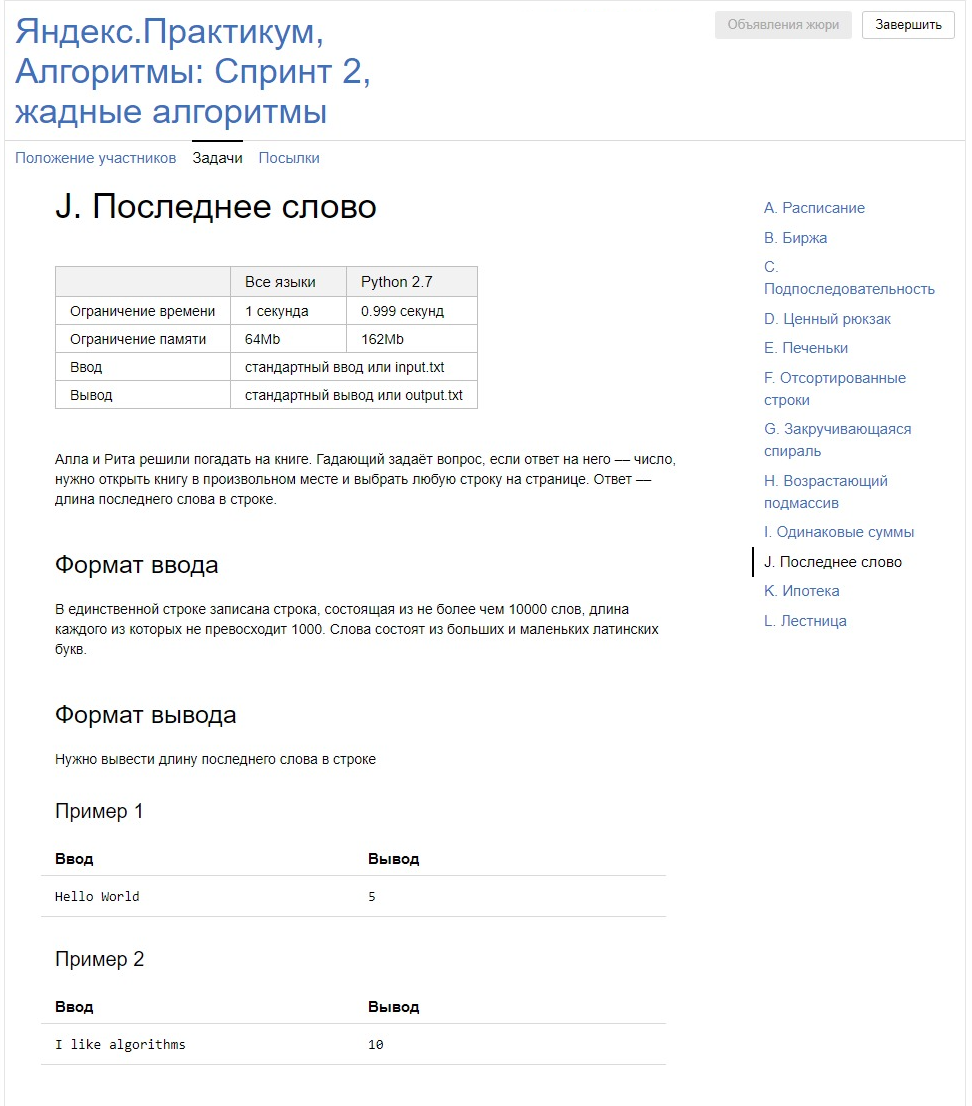 Яндекс.Практикум,
Алгоритмы: Спринт 2,
жадные алгоритмы
Объявления жюри
Завершить
Положение участников Задачи Посылки
J. Последнее слово
Все языки Python 2.7
Ограничение времени 1 секунда 0.999 секунд
Ограничение памяти 64Mb 162Mb
Ввод стандартный ввод или input.txt
Вывод стандартный вывод или output.txt
Алла и Рита решили погадать на книге. Гадающий задаёт вопрос, если ответ на него — число,
нужно открыть книгу в произвольном месте и выбрать любую строку на странице. Ответ —
длина последнего слова в строке.
Формат ввода
В единственной строке записана строка, состоящая из не более чем 10000 слов, длина
каждого из которых не превосходит 1000. Слова состоят из больших и маленьких латинских
букв.
Формат вывода
Нужно вывести длину последнего слова в строке
Пример 1
Ввод Вывод
Hello World 5
Пример 2
Ввод Вывод
I like algorithms 10
A. Расписание
B. Биржа
C.
Подпоследовательность
D. Ценный рюкзак
E. Печеньки
F. Отсортированные
строки
G. Закручивающаяся
спираль
H. Возрастающий
подмассив
I. Одинаковые суммы
J. Последнее слово
K. Ипотека
L. Лестница